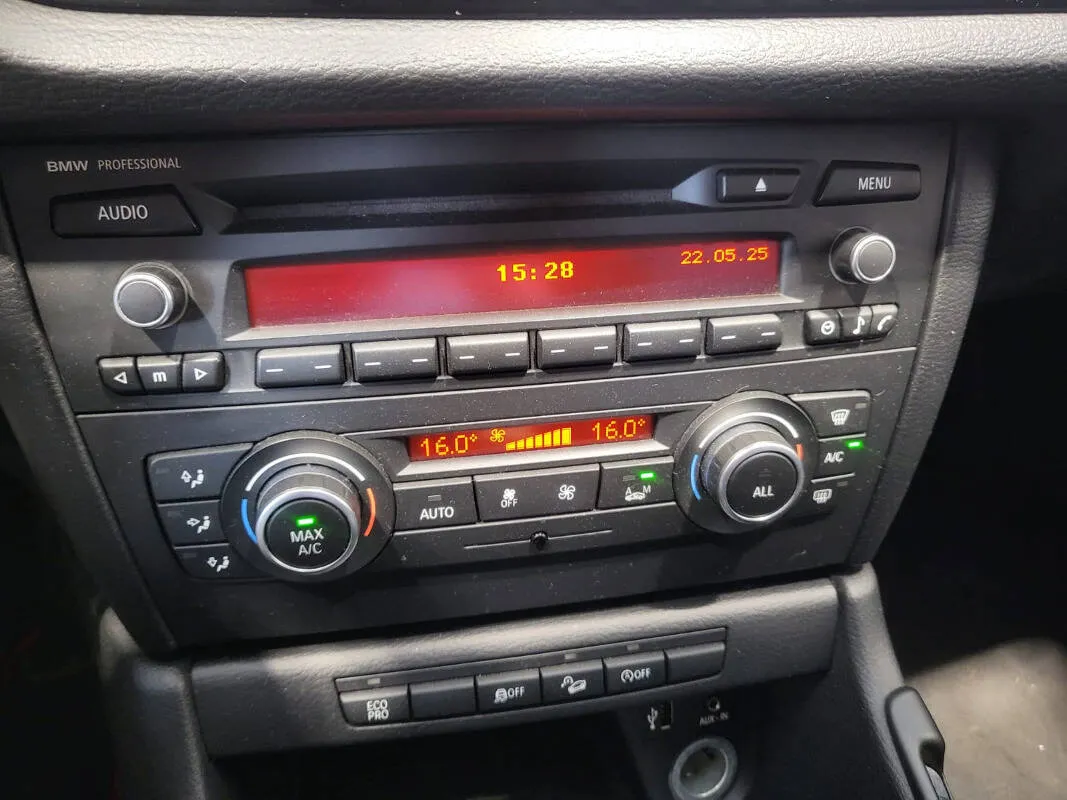 BMW PROFESSIONAL
AUDIO
MENU
15:28
22.05.25
m
16.0°
16.0°
MAX
A/C
AUTO
OFF
A M
ALL
A/C
ECO
PRO
OFF
OFF
AUX-IN